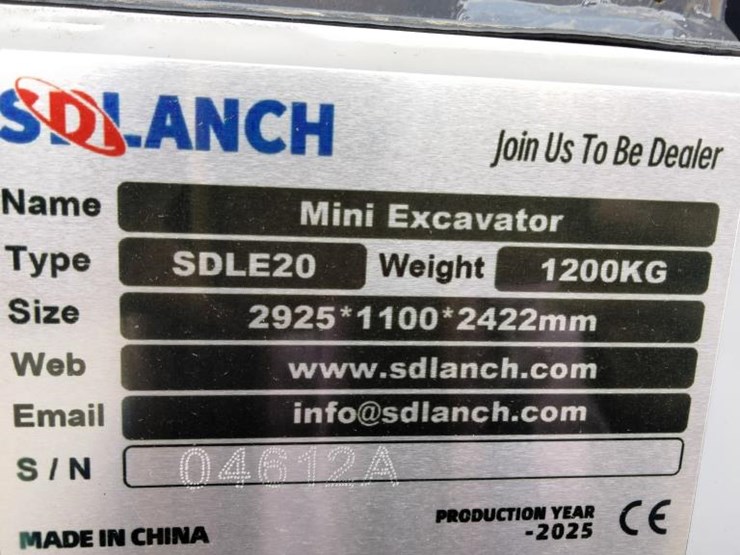 SDLANCH
Join Us To Be Dealer
Name Mini Excavator
Type SDLE20 Weight 1200KG
Size 2925*1100*2422mm
Web www.sdlanch.com
Email info@sdlanch.com
S/N 04612A
MADE IN CHINA
PRODUCTION YEAR
-2025
CE